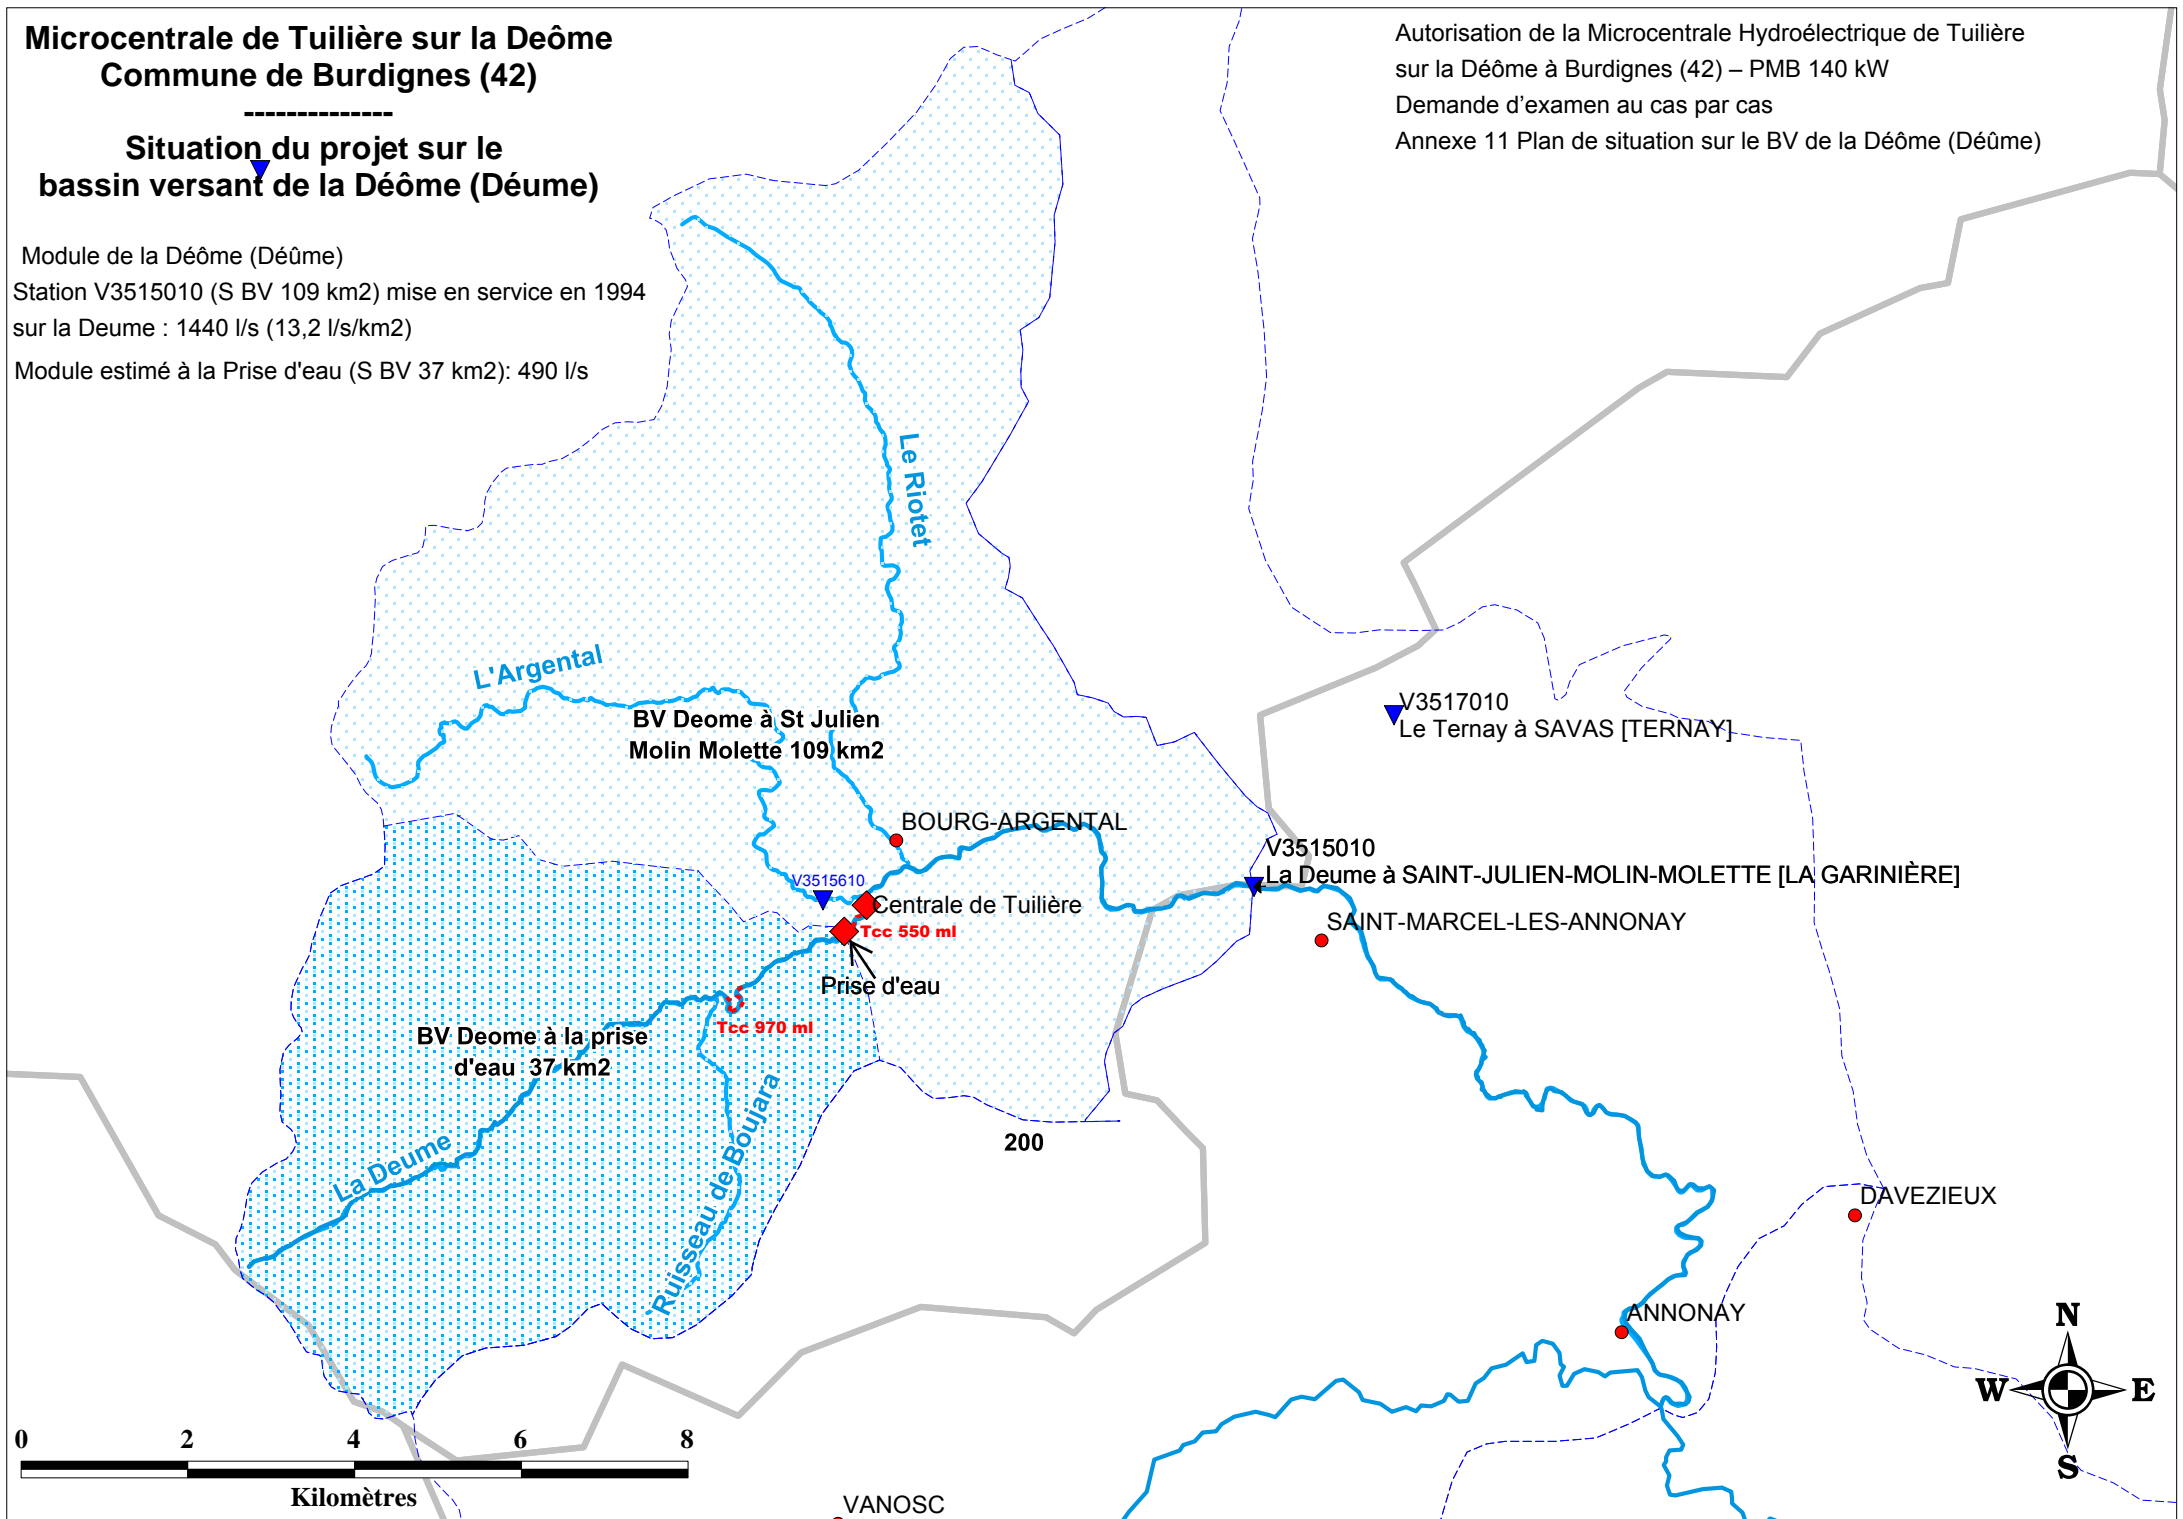 Microcentrale de Tuilière sur la Deôme
Commune de Burdignes (42)
--------------
Situation du projet sur le
bassin versant de la Déôme (Déume)
Module de la Déôme (Déûme)
Station V3515010 (S BV 109 km2) mise en service en 1994
sur la Deume : 1440 l/s (13,2 l/s/km2)
Module estimé à la Prise d'eau (S BV 37 km2): 490 l/s
Autorisation de la Microcentrale Hydroélectrique de Tuilière
sur la Déôme à Burdignes (42) – PMB 140 kW
Demande d'examen au cas par cas
Annexe 11 Plan de situation sur le BV de la Déôme (Déûme)
Le Riotet
L'Argental
BV Deome à St Julien
Molin Molette 109 km2
V3517010
Le Ternay à SAVAS [TERNAY]
BOURG-ARGENTAL
V3515010
La Deume à SAINT-JULIEN-MOLIN-MOLETTE [LA GARINIÈRE]
V3515610
Centrale de Tuilière
SAINT-MARCEL-LES-ANNONAY
Tcc 550 ml
Prise d'eau
Tcc 970 ml
BV Deome à la prise
d'eau 37 km2
La Deume
Ruisseau de Boujara
200
DAVEZIEUX
ANNONAY
N
W E
S
0 2 4 6 8
Kilomètres
VANOSC